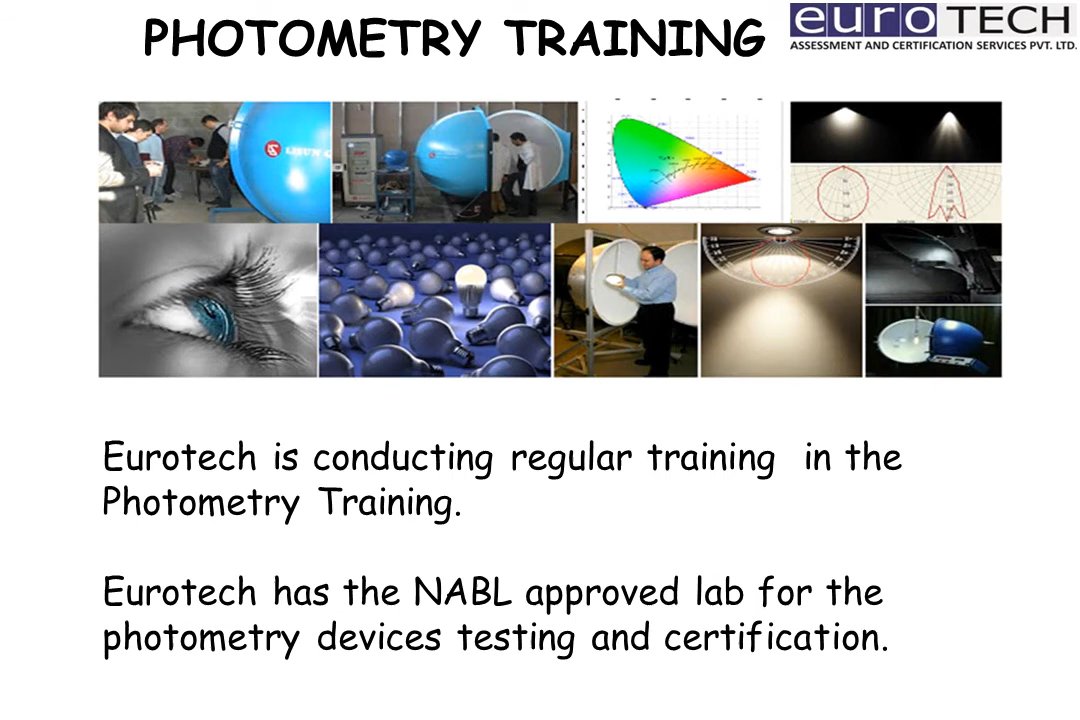 PHOTOMETRY TRAINING
euro TECH
ASSESSMENT AND CERTIFICATION SERVICES PVT. LTD.
Eurotech is conducting regular training in the
Photometry Training.
Eurotech has the NABL approved lab for the
photometry devices testing and certification.